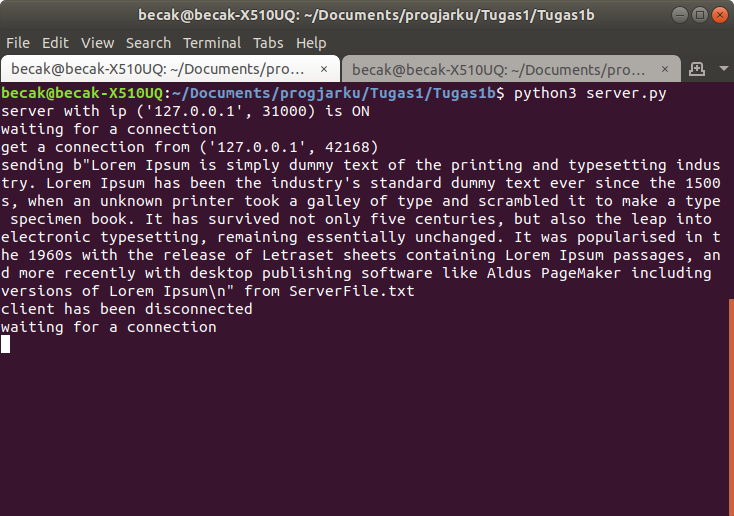 becak@becak-X510UQ: ~/Documents/progjarku/Tugas1/Tugas1b
File Edit View Search Terminal Tabs Help
becak@becak-X510UQ: ~/Documents/pro… × becak@becak-X510UQ: ~/Documents/pro… ×
becak@becak-X510UQ:~/Documents/progjarku/Tugas1/Tugas1b$ python3 server.py
server with ip ('127.0.0.1', 31000) is ON
waiting for a connection
get a connection from ('127.0.0.1', 42168)
sending b"Lorem Ipsum is simply dummy text of the printing and typesetting indus
try. Lorem Ipsum has been the industry's standard dummy text ever since the 1500
s, when an unknown printer took a galley of type and scrambled it to make a type
 specimen book. It has survived not only five centuries, but also the leap into
electronic typesetting, remaining essentially unchanged. It was popularised in t
he 1960s with the release of Letraset sheets containing Lorem Ipsum passages, an
d more recently with desktop publishing software like Aldus PageMaker including
versions of Lorem Ipsum\n" from ServerFile.txt
client has been disconnected
waiting for a connection